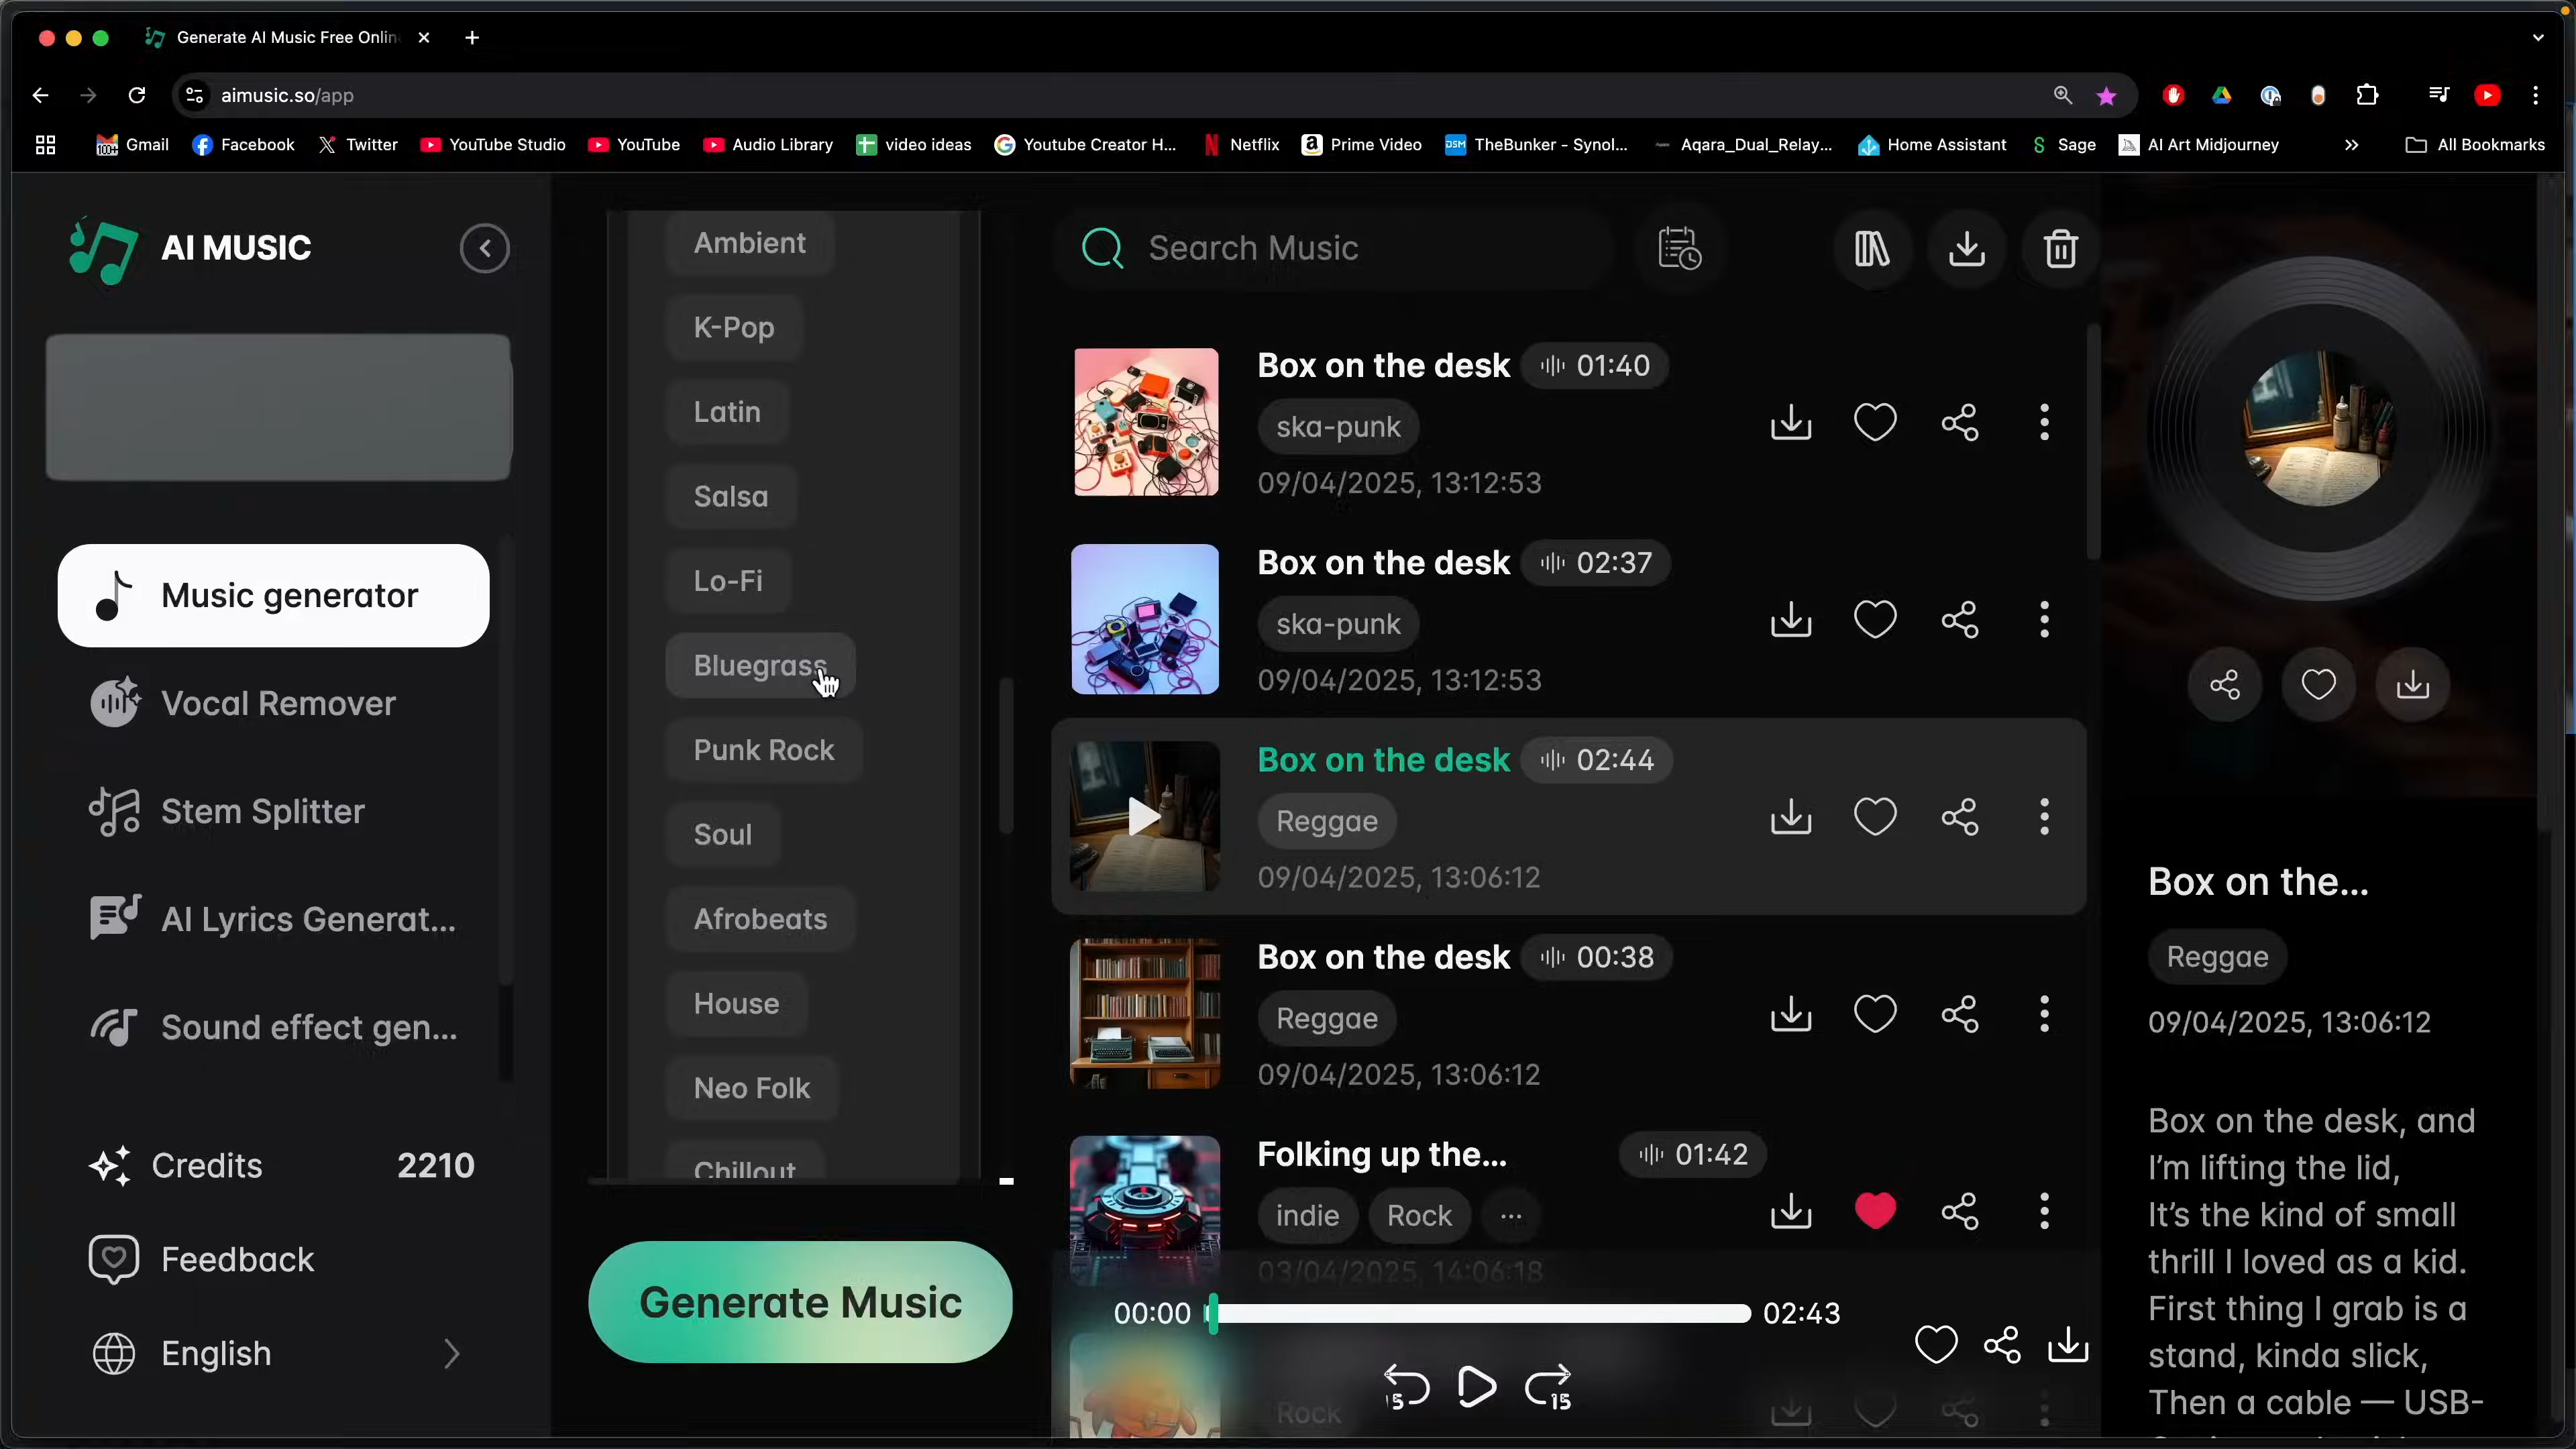 Generate AI Music Free Onlin
aimusic.so/app
100+
Gmail
Facebook
Twitter
YouTube Studio
YouTube
Audio Library
video ideas
Youtube Creator H...
Netflix
Prime Video
DSM
TheBunker - Synol...
Aqara_Dual_Relay...
Home Assistant
Sage
AI Art Midjourney
All Bookmarks
AI MUSIC
Music generator
Vocal Remover
Stem Splitter
AI Lyrics Generat...
Sound effect gen...
Credits 2210
Feedback
English
Ambient
K-Pop
Latin
Salsa
Lo-Fi
Bluegrass
Punk Rock
Soul
Afrobeats
House
Neo Folk
Chillout
Generate Music
Search Music
Box on the desk 01:40
ska-punk
09/04/2025, 13:12:53
Box on the desk 02:37
ska-punk
09/04/2025, 13:12:53
Box on the desk 02:44
Reggae
09/04/2025, 13:06:12
Box on the desk 00:38
Reggae
09/04/2025, 13:06:12
Folking up the... 01:42
indie Rock ...
03/04/2025, 14:06:18
00:00 02:43
15 15
Rock
Box on the...
Reggae
09/04/2025, 13:06:12
Box on the desk, and
I'm lifting the lid,
It's the kind of small
thrill I loved as a kid.
First thing I grab is a
stand, kinda slick,
Then a cable — USB-